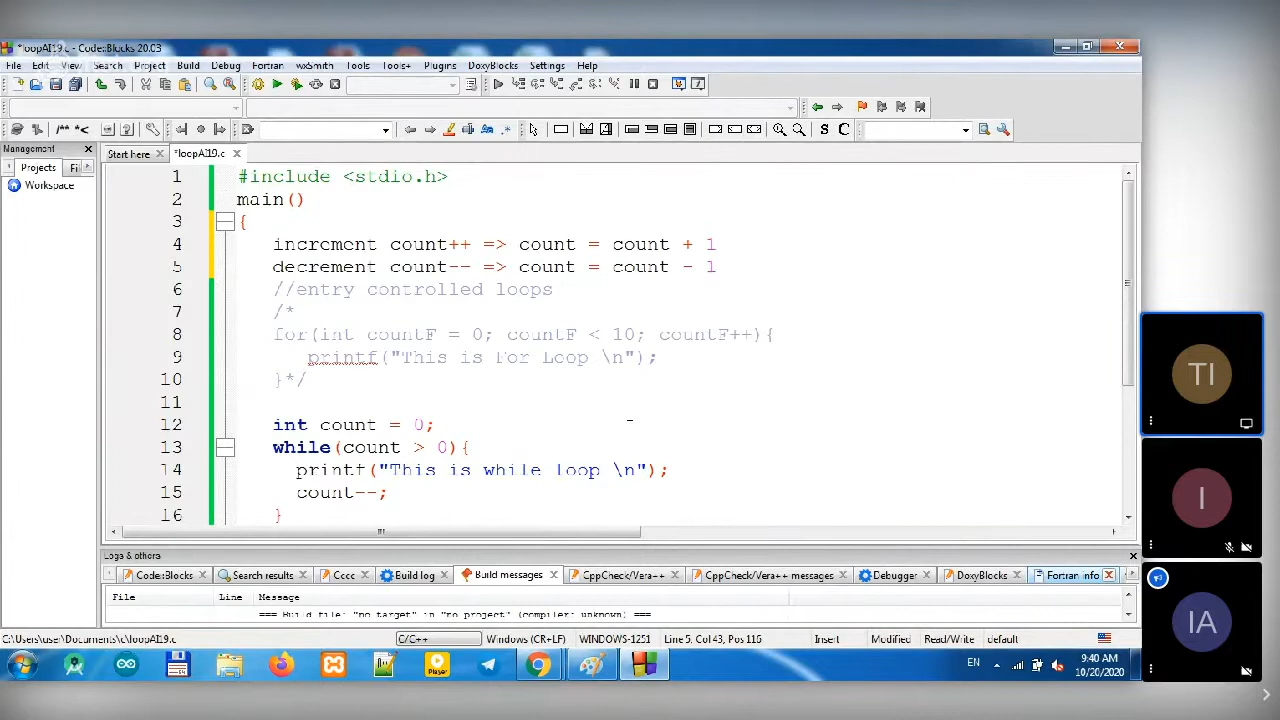 *loopAI19.c - Code::Blocks 20.03
File Edit View Search Project Build Debug Fortran wxSmith Tools Tools+ Plugins DoxyBlocks Settings Help
/** *<
S C
Management
Start here *loopAI19.c
Projects Fi
Workspace
1 #include <stdio.h>
2 main()
3 {
4 increment count++ => count = count + 1
5 decrement count-- => count = count - 1
6 //entry controlled loops
7 /*
8 for(int countF = 0; countF < 10; countF++){
9 printf("This is For Loop \n");
10 }*/
11
12 int count = 0;
13 while(count > 0){
14 printf("This is while loop \n");
15 count--;
16 }
Logs & others
Code::Blocks Search results Cccc Build log Build messages CppCheck/Vera++ CppCheck/Vera++ messages Debugger DoxyBlocks Fortran info
File Line Message
=== Build file: "no target" in "no project" (compiler: unknown) ===
C:\Users\user\Documents\c\loopAI19.c C/C++ Windows (CR+LF) WINDOWS-1251 Line 5, Col 43, Pos 116 Insert Modified Read/Write default
Player
EN
9:40 AM
10/20/2020
TI
I
IA